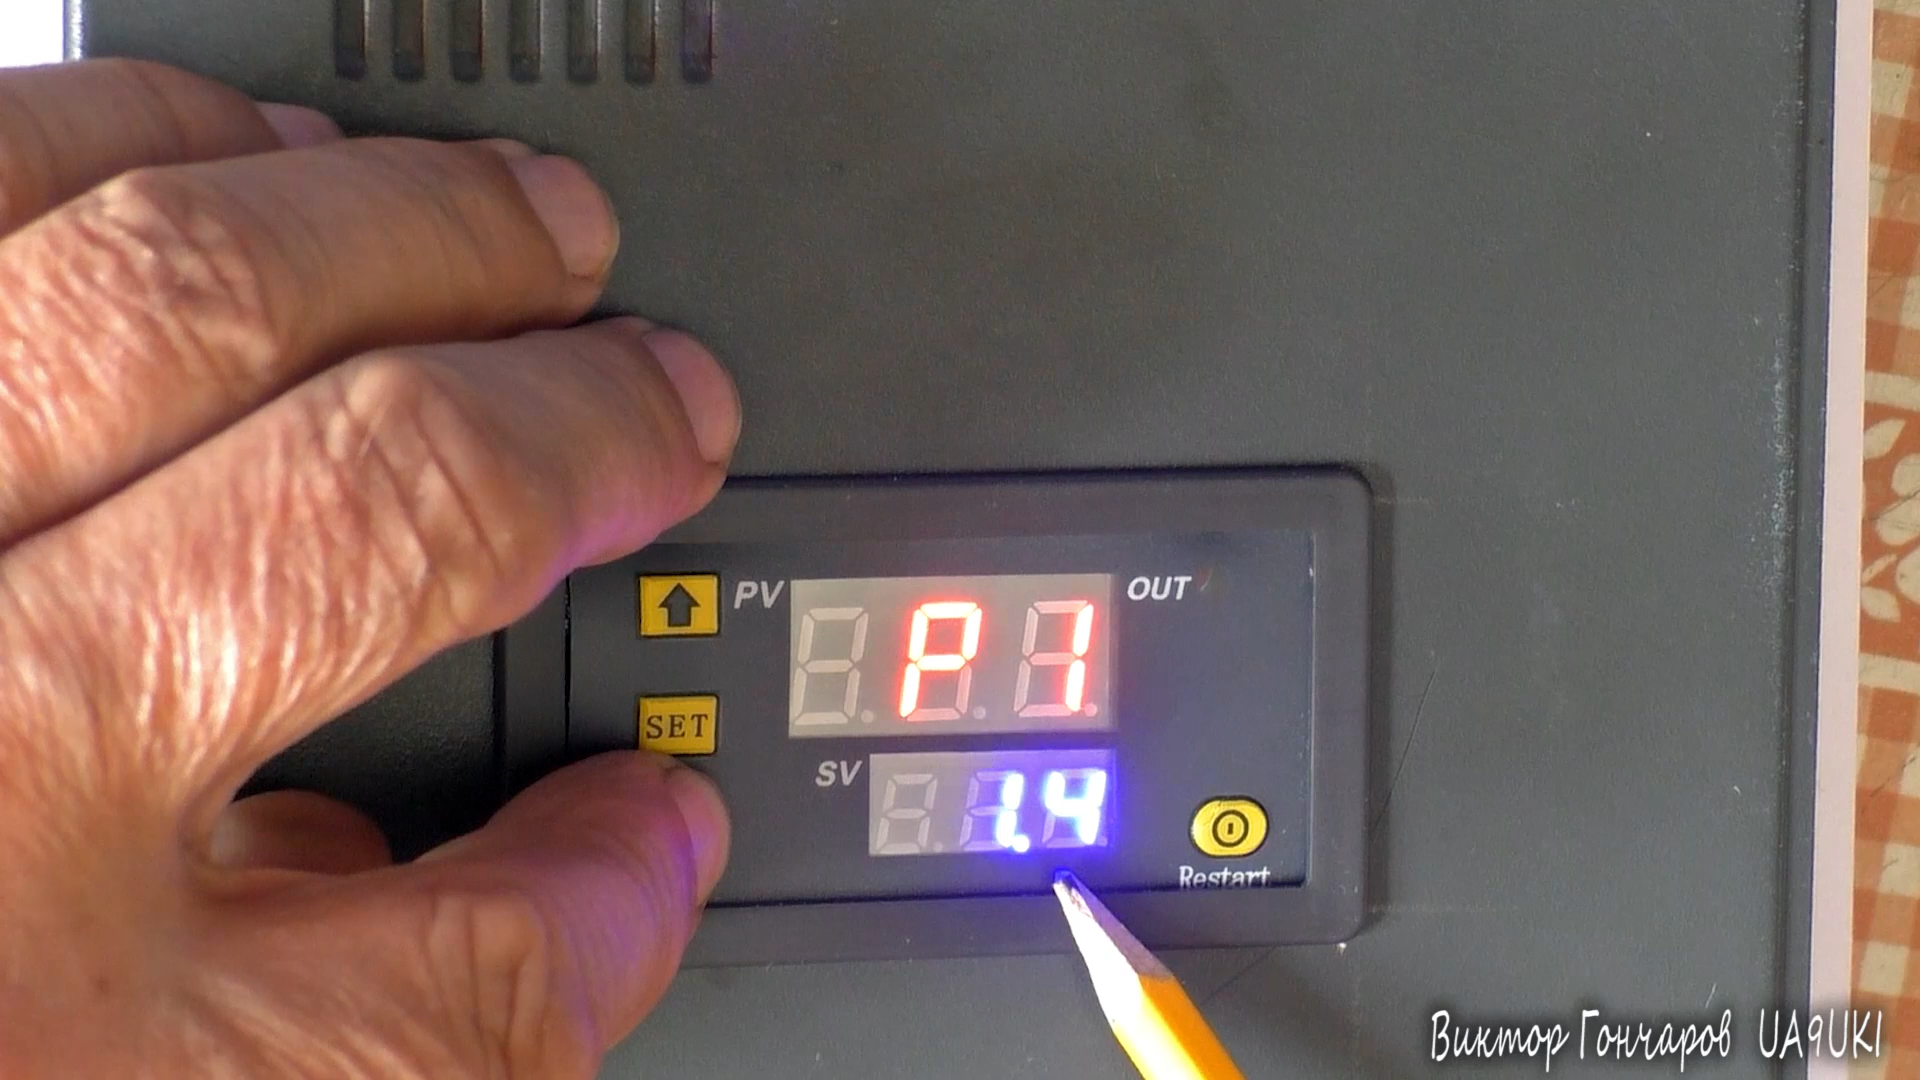 PV
P1
OUT
SET
SV
1.4
Restart
Виктор Гончаров UA9UKI